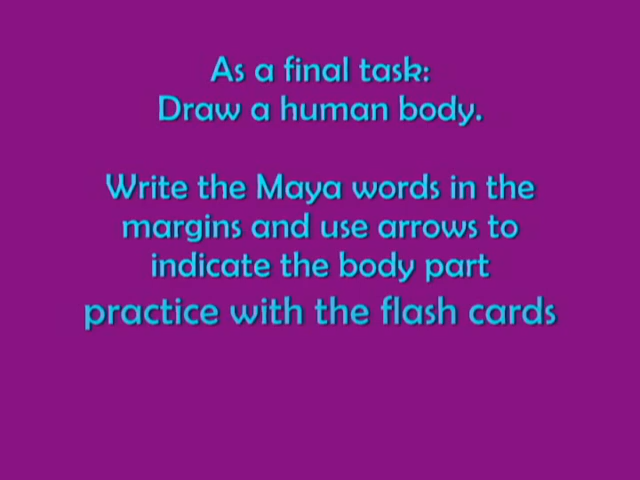 As a final task:
Draw a human body.
Write the Maya words in the
margins and use arrows to
indicate the body part
practice with the flash cards